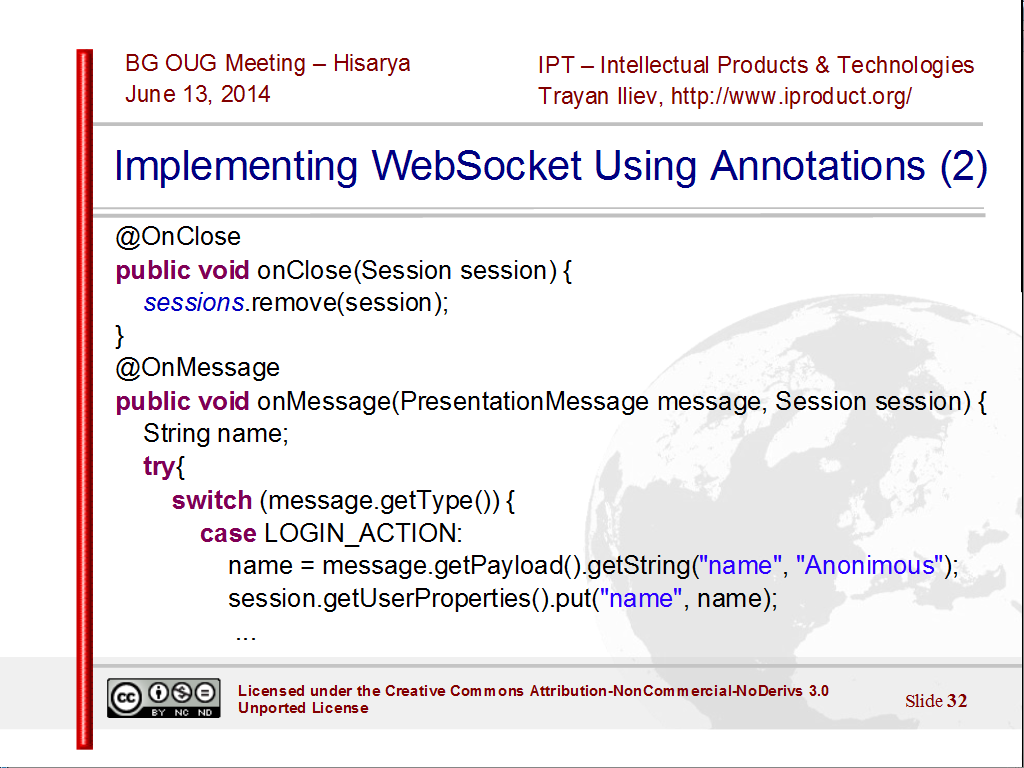 BG OUG Meeting – Hisarya
June 13, 2014
IPT – Intellectual Products & Technologies
Trayan Iliev, http://www.iproduct.org/
Implementing WebSocket Using Annotations (2)
@OnClose
public void onClose(Session session) {
sessions.remove(session);
}
@OnMessage
public void onMessage(PresentationMessage message, Session session) {
String name;
try{
switch (message.getType()) {
case LOGIN_ACTION:
name = message.getPayload().getString("name", "Anonimous");
session.getUserProperties().put("name", name);
...
cc
BY NC ND
Licensed under the Creative Commons Attribution-NonCommercial-NoDerivs 3.0
Unported License
Slide 32